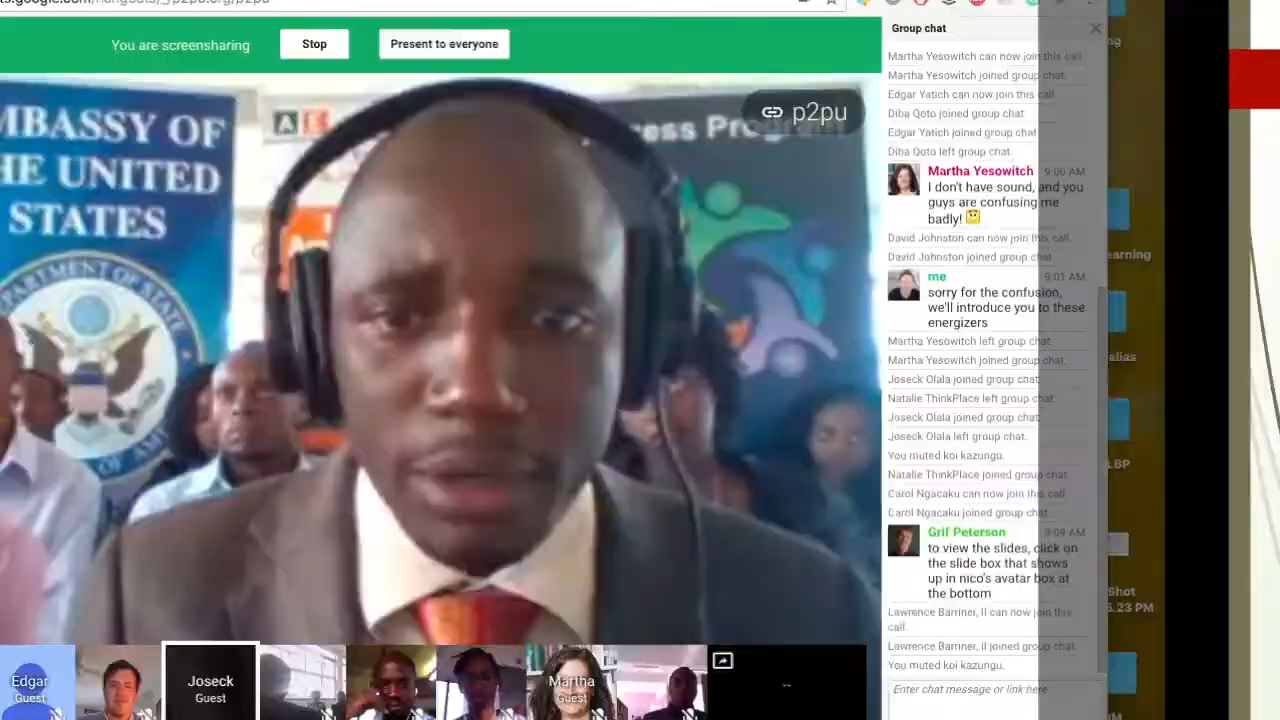 You are screensharing
Stop
Present to everyone
p2pu
MBASSY OF
HE UNITED
STATES
Group chat
Martha Yesowitch can now join this call.
Martha Yesowitch joined group chat.
Edgar Yatich can now join this call.
Diba Qoto joined group chat.
Edgar Yatich joined group chat.
Diba Qoto left group chat.
Martha Yesowitch 9:00 AM
I don't have sound, and you
guys are confusing me
badly!
David Johnston can now join this call.
David Johnston joined group chat.
me 9:01 AM
sorry for the confusion,
we'll introduce you to these
energizers
Martha Yesowitch left group chat.
Martha Yesowitch joined group chat.
Joseck Olala joined group chat.
Natalie ThinkPlace left group chat.
Joseck Olala joined group chat.
Joseck Olala left group chat.
You muted koi kazungu.
Natalie ThinkPlace joined group chat.
Carol Ngacaku can now join this call.
Carol Ngacaku joined group chat.
Grif Peterson 9:09 AM
to view the slides, click on
the slide box that shows
up in nico's avatar box at
the bottom
Lawrence Barriner, II can now join this
call.
Lawrence Barriner, II joined group chat.
You muted koi kazungu.
Enter chat message or link here
earning
alias
LBP
Shot
5.23 PM
Edgar
Guest
Joseck
Guest
Martha
Guest